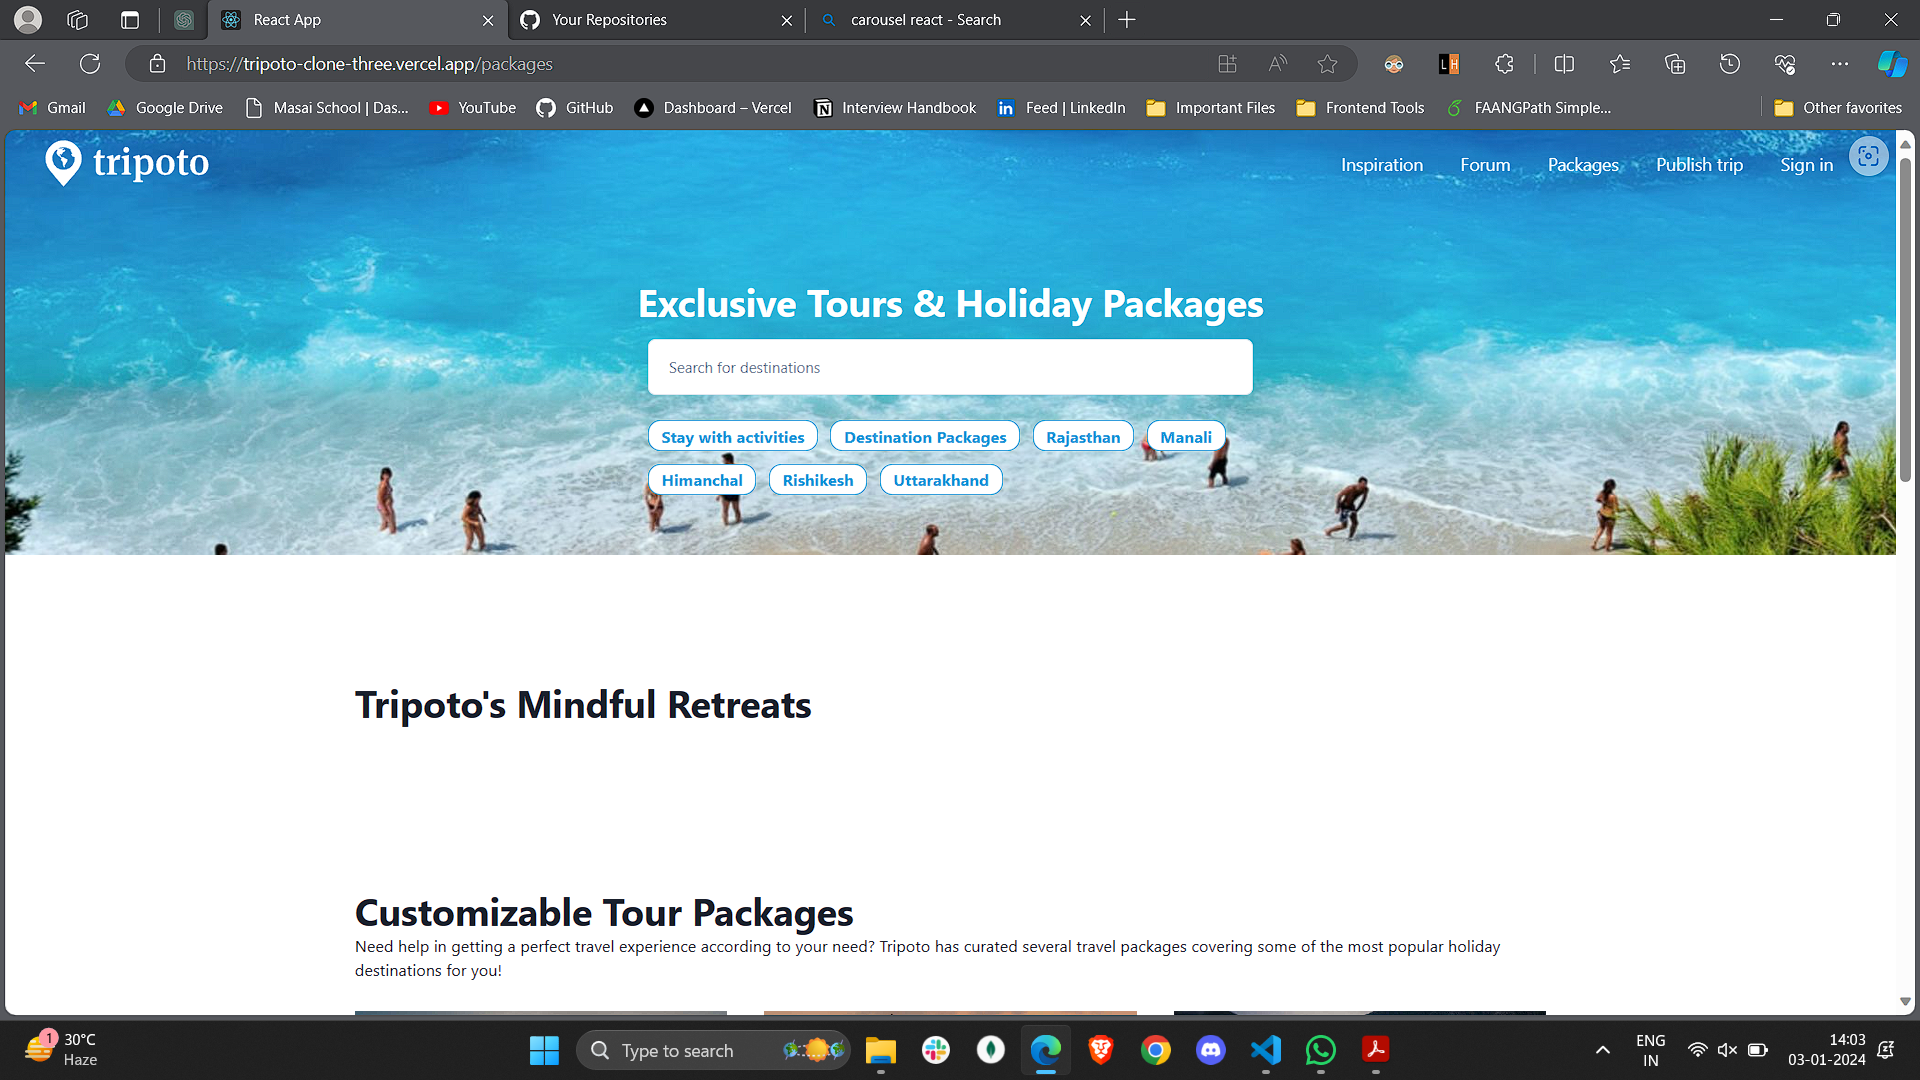 React App
Your Repositories
carousel react - Search
https://tripoto-clone-three.vercel.app/packages
Gmail
Google Drive
Masai School | Das...
YouTube
GitHub
Dashboard – Vercel
Interview Handbook
Feed | LinkedIn
Important Files
Frontend Tools
FAANGPath Simple...
Other favorites
tripoto
Inspiration
Forum
Packages
Publish trip
Sign in
Exclusive Tours & Holiday Packages
Search for destinations
Stay with activities
Destination Packages
Rajasthan
Manali
Himanchal
Rishikesh
Uttarakhand
Tripoto's Mindful Retreats
Customizable Tour Packages
Need help in getting a perfect travel experience according to your need? Tripoto has curated several travel packages covering some of the most popular holiday
destinations for you!
1
30°C
Haze
Type to search
ENG
IN
14:03
03-01-2024